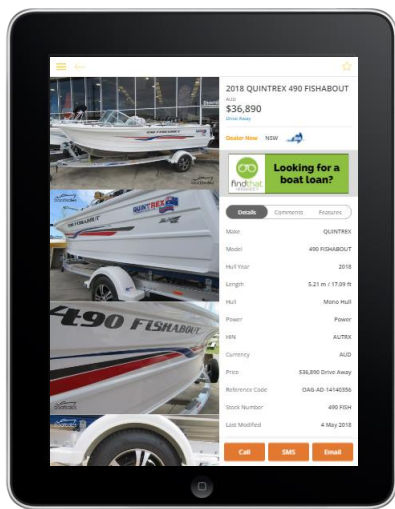 2018 QUINTREX 490 FISHABOUT
AUD
$36,890
Drive Away
Dealer New NSW
findthat
Looking for a
boat loan?
Details Comments Features
Make QUINTREX
Model 490 FISHABOUT
Hull Year 2018
Length 5.21 m / 17.09 ft
Hull Mono Hull
Power Power
HIN AUTRX
Currency AUD
Price $36,890 Drive Away
Reference Code OAG-AD-14140356
Stock Number 490 FISH
Last Modified 4 May 2018
Call SMS Email
QUINTREX
490 FISHABOUT